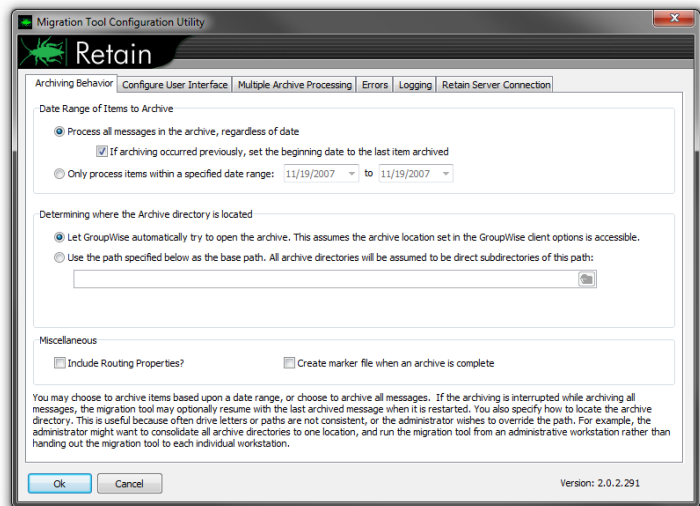 Migration Tool Configuration Utility
Retain
Archiving Behavior Configure User Interface Multiple Archive Processing Errors Logging Retain Server Connection
Date Range of Items to Archive
Process all messages in the archive, regardless of date
If archiving occurred previously, set the beginning date to the last item archived
Only process items within a specified date range: 11/19/2007 to 11/19/2007
Determining where the Archive directory is located
Let GroupWise automatically try to open the archive. This assumes the archive location set in the GroupWise client options is accessible.
Use the path specified below as the base path. All archive directories will be assumed to be direct subdirectories of this path:
Miscellaneous
Include Routing Properties? Create marker file when an archive is complete
You may choose to archive items based upon a date range, or choose to archive all messages. If the archiving is interrupted while archiving all
messages, the migration tool may optionally resume with the last archived message when it is restarted. You also specify how to locate the archive
directory. This is useful because often drive letters or paths are not consistent, or the administrator wishes to override the path. For example, the
administrator might want to consolidate all archive directories to one location, and run the migration tool from an administrative workstation rather than
handing out the migration tool to each individual workstation.
Ok Cancel Version: 2.0.2.291